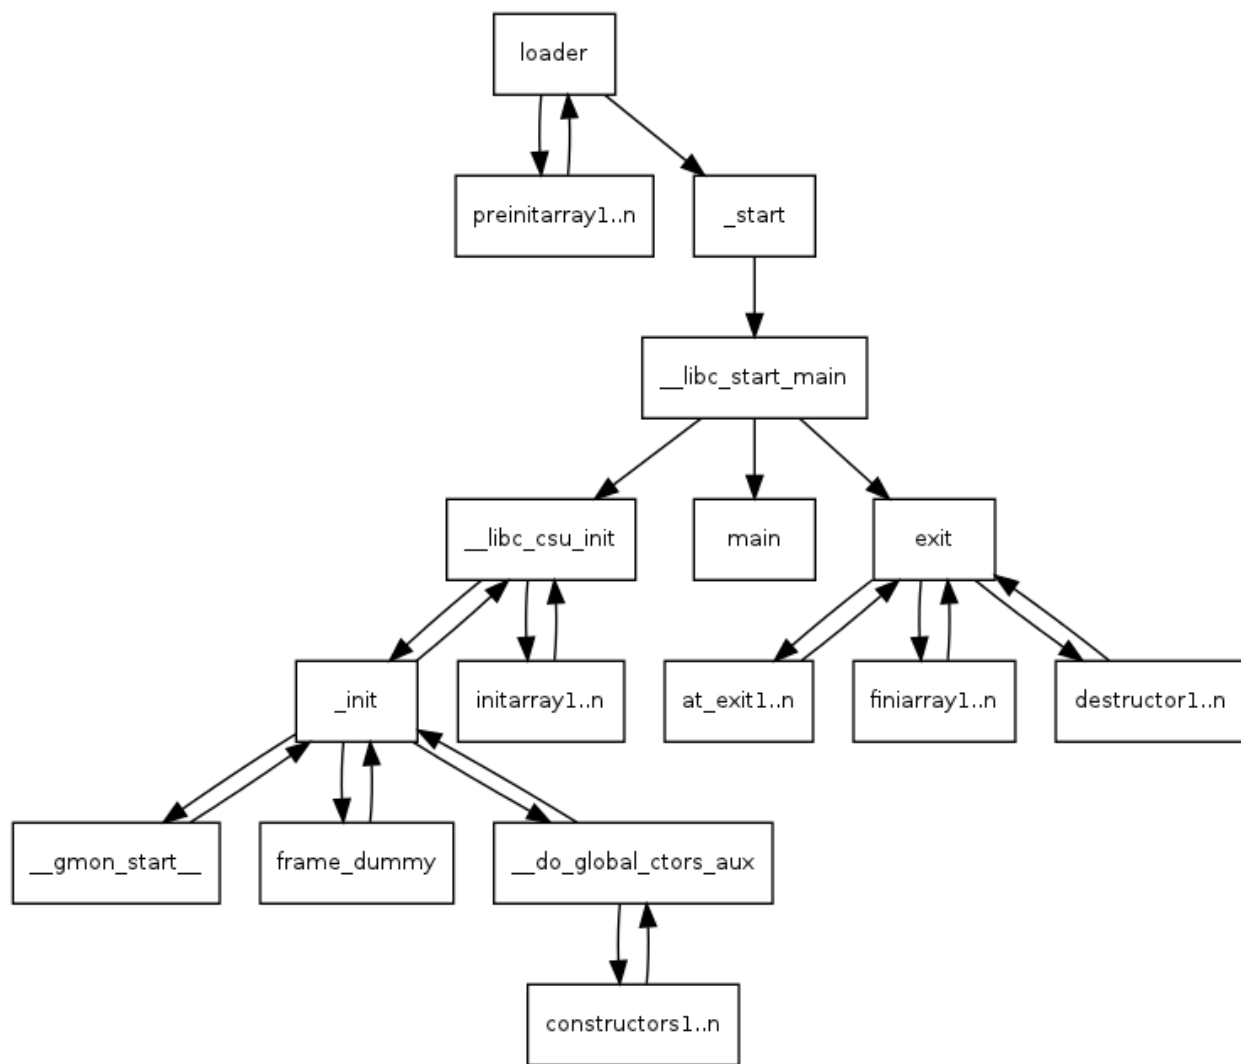 loader
preinitarray1..n
_start
__libc_start_main
__libc_csu_init
main
exit
_init
initarray1..n
at_exit1..n
finiarray1..n
destructor1..n
__gmon_start__
frame_dummy
__do_global_ctors_aux
constructors1..n